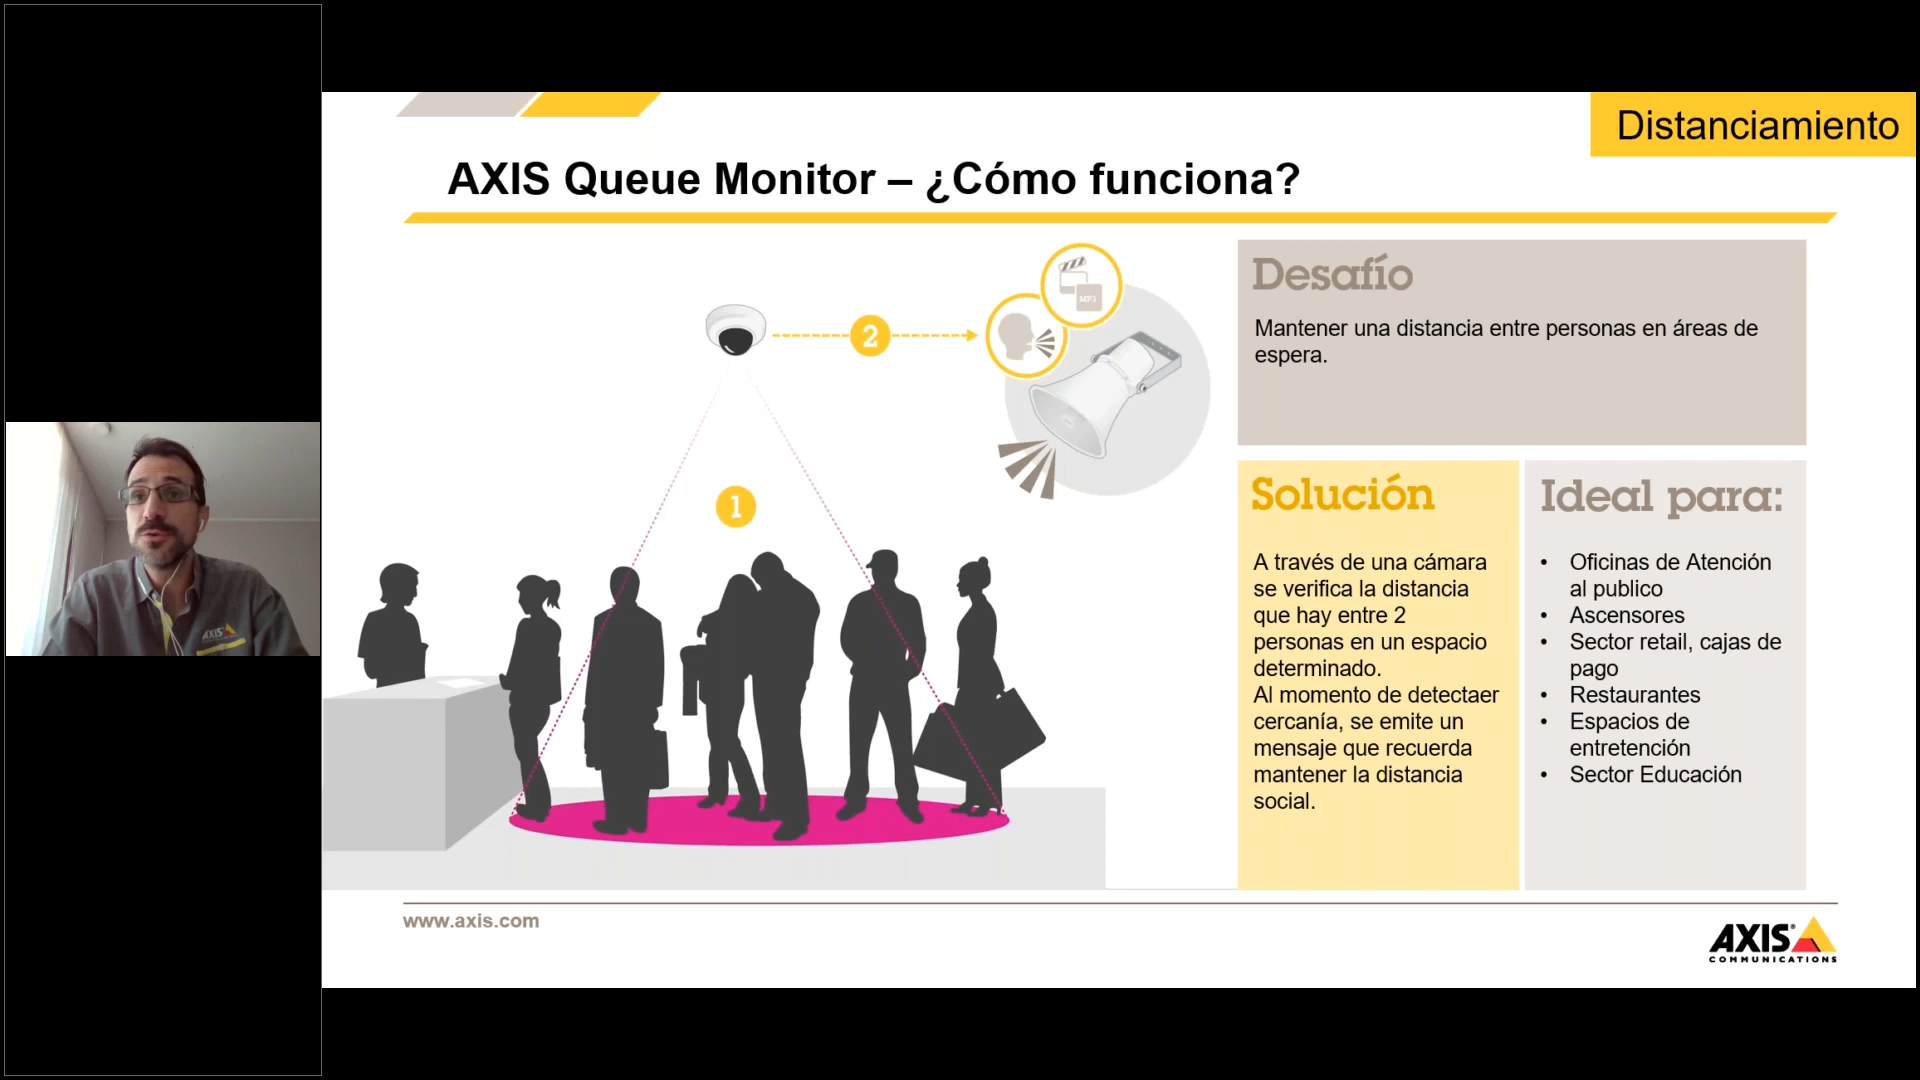 Distanciamiento
AXIS Queue Monitor – ¿Cómo funciona?
Desafío
Mantener una distancia entre personas en áreas de
espera.
2
MP3
1
Solución
A través de una cámara
se verifica la distancia
que hay entre 2
personas en un espacio
determinado.
Al momento de detectaer
cercanía, se emite un
mensaje que recuerda
mantener la distancia
social.
Ideal para:
• Oficinas de Atención
al publico
• Ascensores
• Sector retail, cajas de
pago
• Restaurantes
• Espacios de
entretención
• Sector Educación
AXIS
www.axis.com
AXIS
COMMUNICATIONS